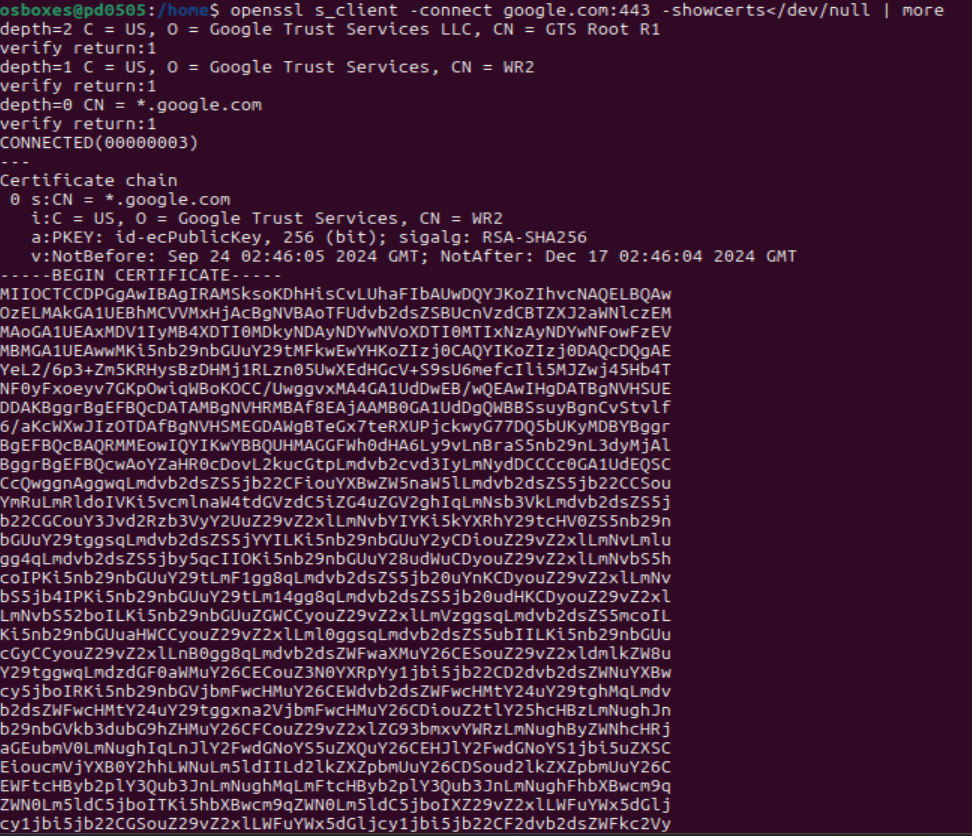 osboxes@pd0505:/home$ openssl s_client -connect google.com:443 -showcerts</dev/null | more
depth=2 C = US, O = Google Trust Services LLC, CN = GTS Root R1
verify return:1
depth=1 C = US, O = Google Trust Services, CN = WR2
verify return:1
depth=0 CN = *.google.com
verify return:1
CONNECTED(00000003)
---
Certificate chain
 0 s:CN = *.google.com
   i:C = US, O = Google Trust Services, CN = WR2
   a:PKEY: id-ecPublicKey, 256 (bit); sigalg: RSA-SHA256
   v:NotBefore: Sep 24 02:46:05 2024 GMT; NotAfter: Dec 17 02:46:04 2024 GMT
-----BEGIN CERTIFICATE-----
MIIOCTCCDPGgAwIBAgIRAMSksoKDhHisCvLUhaFIbAUwDQYJKoZIhvcNAQELBQAw
OzELMAkGA1UEBhMCVVMxHjAcBgNVBAoTFUdvb2dsZSBUcnVzdCBTZXJ2aWNlczEM
MAoGA1UEAxMDV1IyMB4XDTI0MDkyNDAyNDYwNVoXDTI0MTIxNzAyNDYwNFowFzEV
MBMGA1UEAwwMKi5nb29nbGUuY29tMFkwEwYHKoZIzj0CAQYIKoZIzj0DAQcDQgAE
YeL2/6p3+Zm5KRHysBzDHMj1RLzn05UwXEdHGcV+S9sU6mefcIli5MJZwj45Hb4T
NF0yFxoeyv7GKpOwiqWBoKOCC/UwggvxMA4GA1UdDwEB/wQEAwIHgDATBgNVHSUE
DDAKBggrBgEFBQcDATAMBgNVHRMBAf8EAjAAMB0GA1UdDgQWBBSsuyBgnCvStvlf
6/aKcWXwJIzOTDAfBgNVHSMEGDAWgBTeGx7teRXUPjckwyG77DQ5bUKyMDBYBggr
BgEFBQcBAQRMMEowIQYIKwYBBQUHMAGGFWh0dHA6Ly9vLnBraS5nb29nL3dyMjAl
BggrBgEFBQcwAoYZaHR0cDovL2kucGtpLmdvb2cvd3IyLmNydDCCCc0GA1UdEQSC
CcQwggnAggwqLmdvb2dsZS5jb22CFiouYXBwZW5naW5lLmdvb2dsZS5jb22CCSou
YmRuLmRldoIVKi5vcmlnaW4tdGVzdC5iZG4uZGV2ghIqLmNsb3VkLmdvb2dsZS5j
b22CGCouY3Jvd2Rzb3VyY2UuZ29vZ2xlLmNvbYIYKi5kYXRhY29tcHV0ZS5nb29n
bGUuY29tggsqLmdvb2dsZS5jYYILKi5nb29nbGUuY2yCDiouZ29vZ2xlLmNvLmlu
gg4qLmdvb2dsZS5jby5qcIIOKi5nb29nbGUuY28udWuCDyouZ29vZ2xlLmNvbS5h
coIPKi5nb29nbGUuY29tLmF1gg8qLmdvb2dsZS5jb20uYnKCDyouZ29vZ2xlLmNv
bS5jb4IPKi5nb29nbGUuY29tLm14gg8qLmdvb2dsZS5jb20udHKCDyouZ29vZ2xl
LmNvbS52boILKi5nb29nbGUuZGWCCyouZ29vZ2xlLmVzggsqLmdvb2dsZS5mcoIL
Ki5nb29nbGUuaHWCCyouZ29vZ2xlLml0ggsqLmdvb2dsZS5ubIILKi5nb29nbGUu
cGyCCyouZ29vZ2xlLnB0gg8qLmdvb2dsZWFwaXMuY26CESouZ29vZ2xldmlkZW8u
Y29tggwqLmdzdGF0aWMuY26CECouZ3N0YXRpYy1jbi5jb22CD2dvb2dsZWNuYXBw
cy5jboIRKi5nb29nbGVjbmFwcHMuY26CEWdvb2dsZWFwcHMtY24uY29tghMqLmdv
b2dsZWFwcHMtY24uY29tggxna2VjbmFwcHMuY26CDiouZ2tlY25hcHBzLmNughJn
b29nbGVkb3dubG9hZHMuY26CFCouZ29vZ2xlZG93bmxvYWRzLmNughByZWNhcHRj
aGEubmV0LmNughIqLnJlY2FwdGNoYS5uZXQuY26CEHJlY2FwdGNoYS1jbi5uZXSC
EioucmVjYXB0Y2hhLWNuLm5ldIILd2lkZXZpbmUuY26CDSoud2lkZXZpbmUuY26C
EWFtcHByb2plY3Qub3JnLmNughMqLmFtcHByb2plY3Qub3JnLmNughFhbXBwcm9q
ZWN0Lm5ldC5jboITKi5hbXBwcm9qZWN0Lm5ldC5jboIXZ29vZ2xlLWFuYWx5dGlj
cy1jbi5jb22CGSouZ29vZ2xlLWFuYWx5dGljcy1jbi5jb22CF2dvb2dsZWFkc2Vy